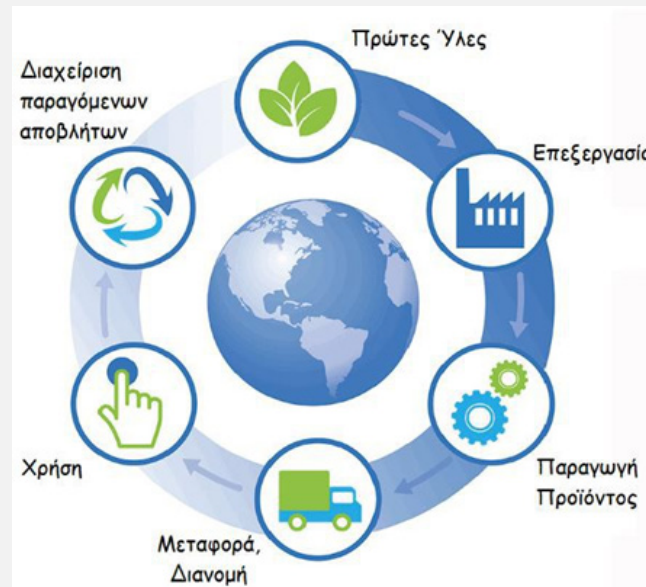 Πρώτες Ύλες
Επεξεργασία
Παραγωγή
Προϊόντος
Μεταφορά,
Διανομή
Χρήση
Διαχείριση
παραγόμενων
αποβλήτων